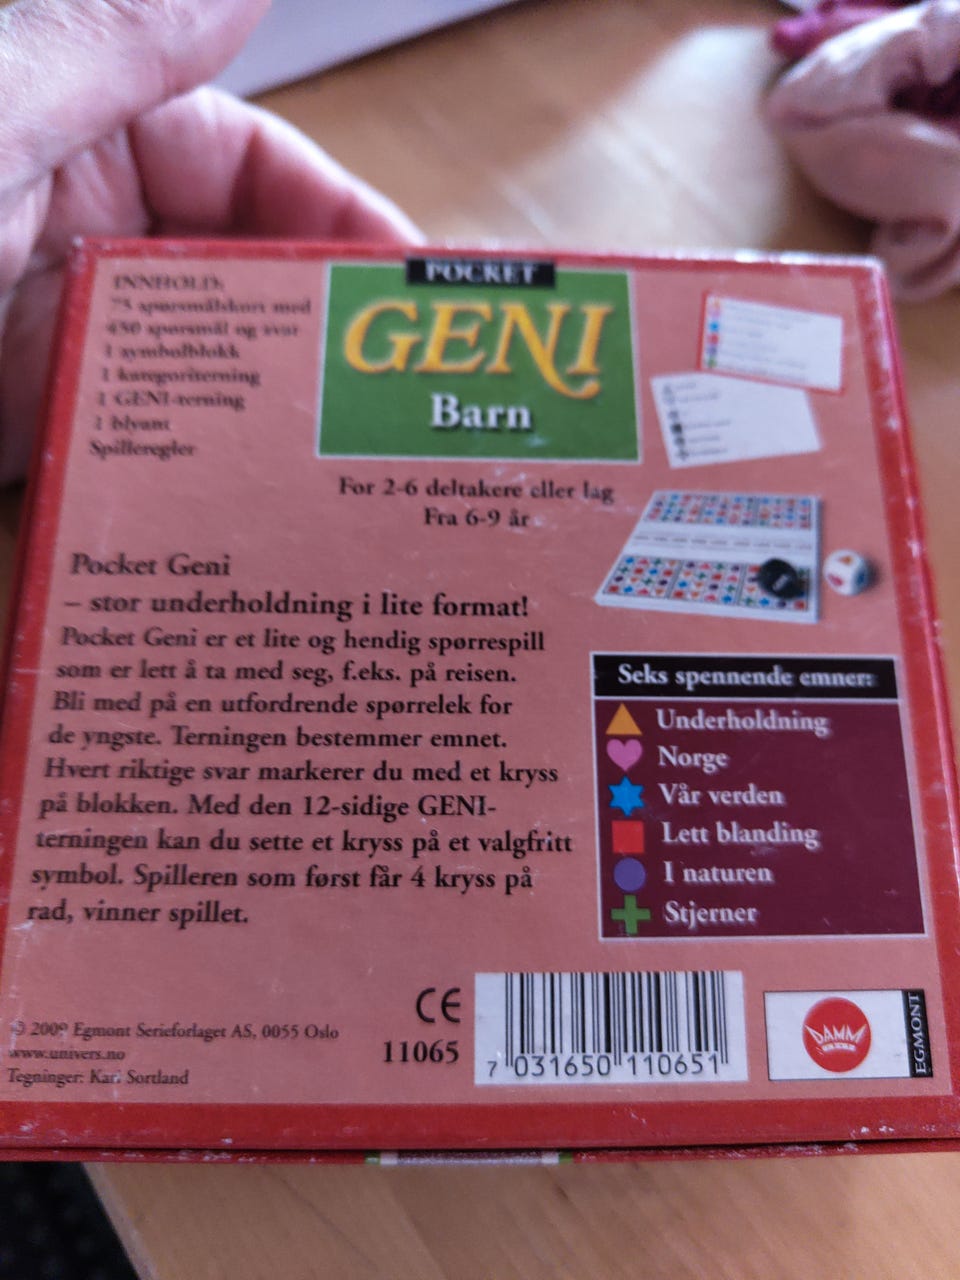 INNHOLD:
75 spørsmålskort med
450 spørsmål og svar
1 symbolblokk
1 kategoriterning
1 GENI-terning
1 blyant
Spilleregler
POCKET
GENI
Barn
For 2-6 deltakere eller lag
Fra 6-9 år
Pocket Geni
– stor underholdning i lite format!
Pocket Geni er et lite og hendig spørrespill
som er lett å ta med seg, f.eks. på reisen.
Bli med på en utfordrende spørrelek for
de yngste. Terningen bestemmer emnet.
Hvert riktige svar markerer du med et kryss
på blokken. Med den 12-sidige GENI-
terningen kan du sette et kryss på et valgfritt
symbol. Spilleren som først får 4 kryss på
rad, vinner spillet.
Seks spennende emner:
Underholdning
Norge
Vår verden
Lett blanding
I naturen
Stjerner
© 2009 Egmont Serieforlaget AS, 0055 Oslo
www.univers.no
Tegninger: Kari Sortland
CE
11065
7 031650 110651
DAMM
EGMONT